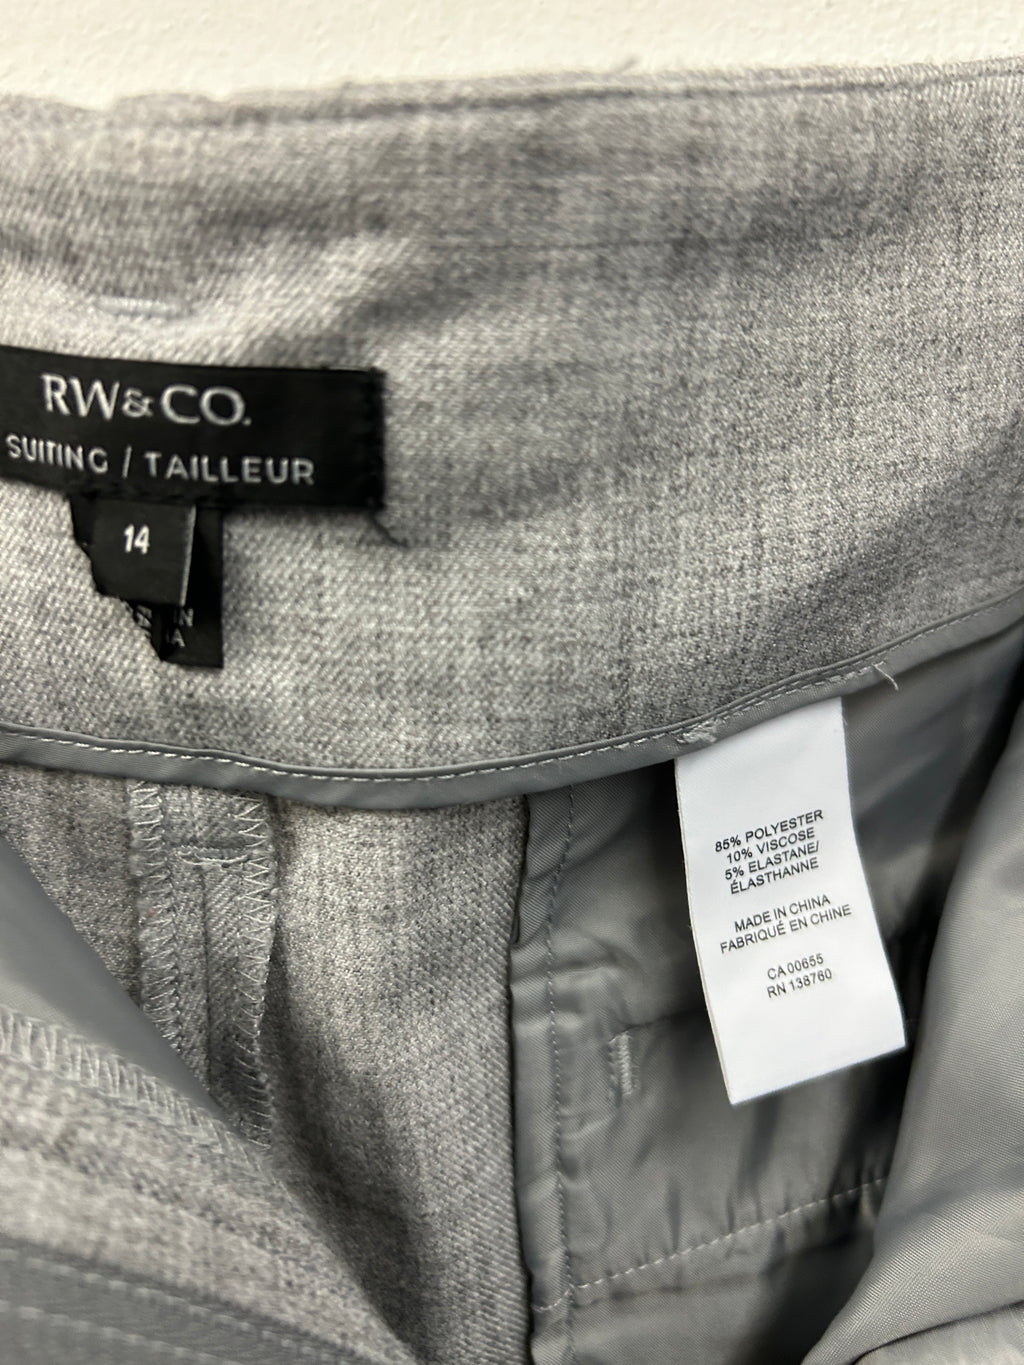 RW&CO.
SUITING / TAILLEUR
14
85% POLYESTER
10% VISCOSE
5% ELASTANE/
ÉLASTHANNE
MADE IN CHINA
FABRIQUÉ EN CHINE
CA 00655
RN 138760